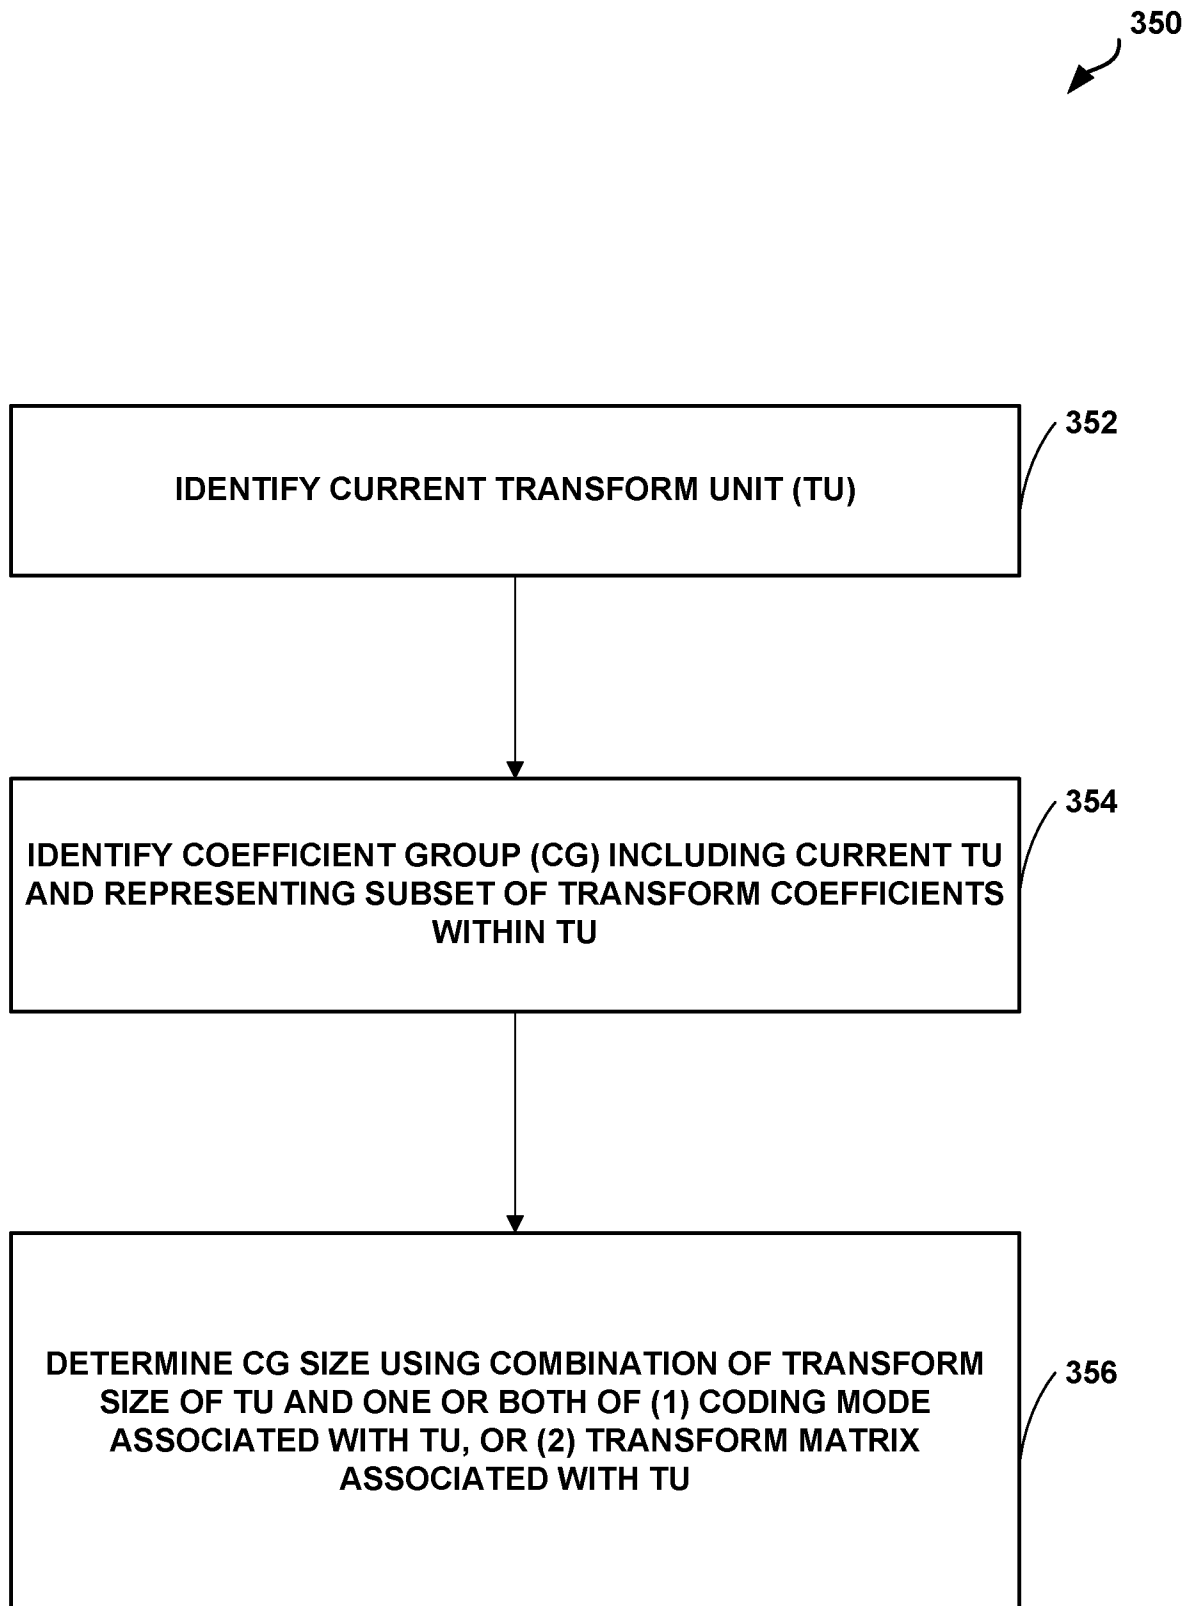 350
IDENTIFY CURRENT TRANSFORM UNIT (TU)
352
IDENTIFY COEFFICIENT GROUP (CG) INCLUDING CURRENT TU
AND REPRESENTING SUBSET OF TRANSFORM COEFFICIENTS
WITHIN TU
354
DETERMINE CG SIZE USING COMBINATION OF TRANSFORM
SIZE OF TU AND ONE OR BOTH OF (1) CODING MODE
ASSOCIATED WITH TU, OR (2) TRANSFORM MATRIX
ASSOCIATED WITH TU
356